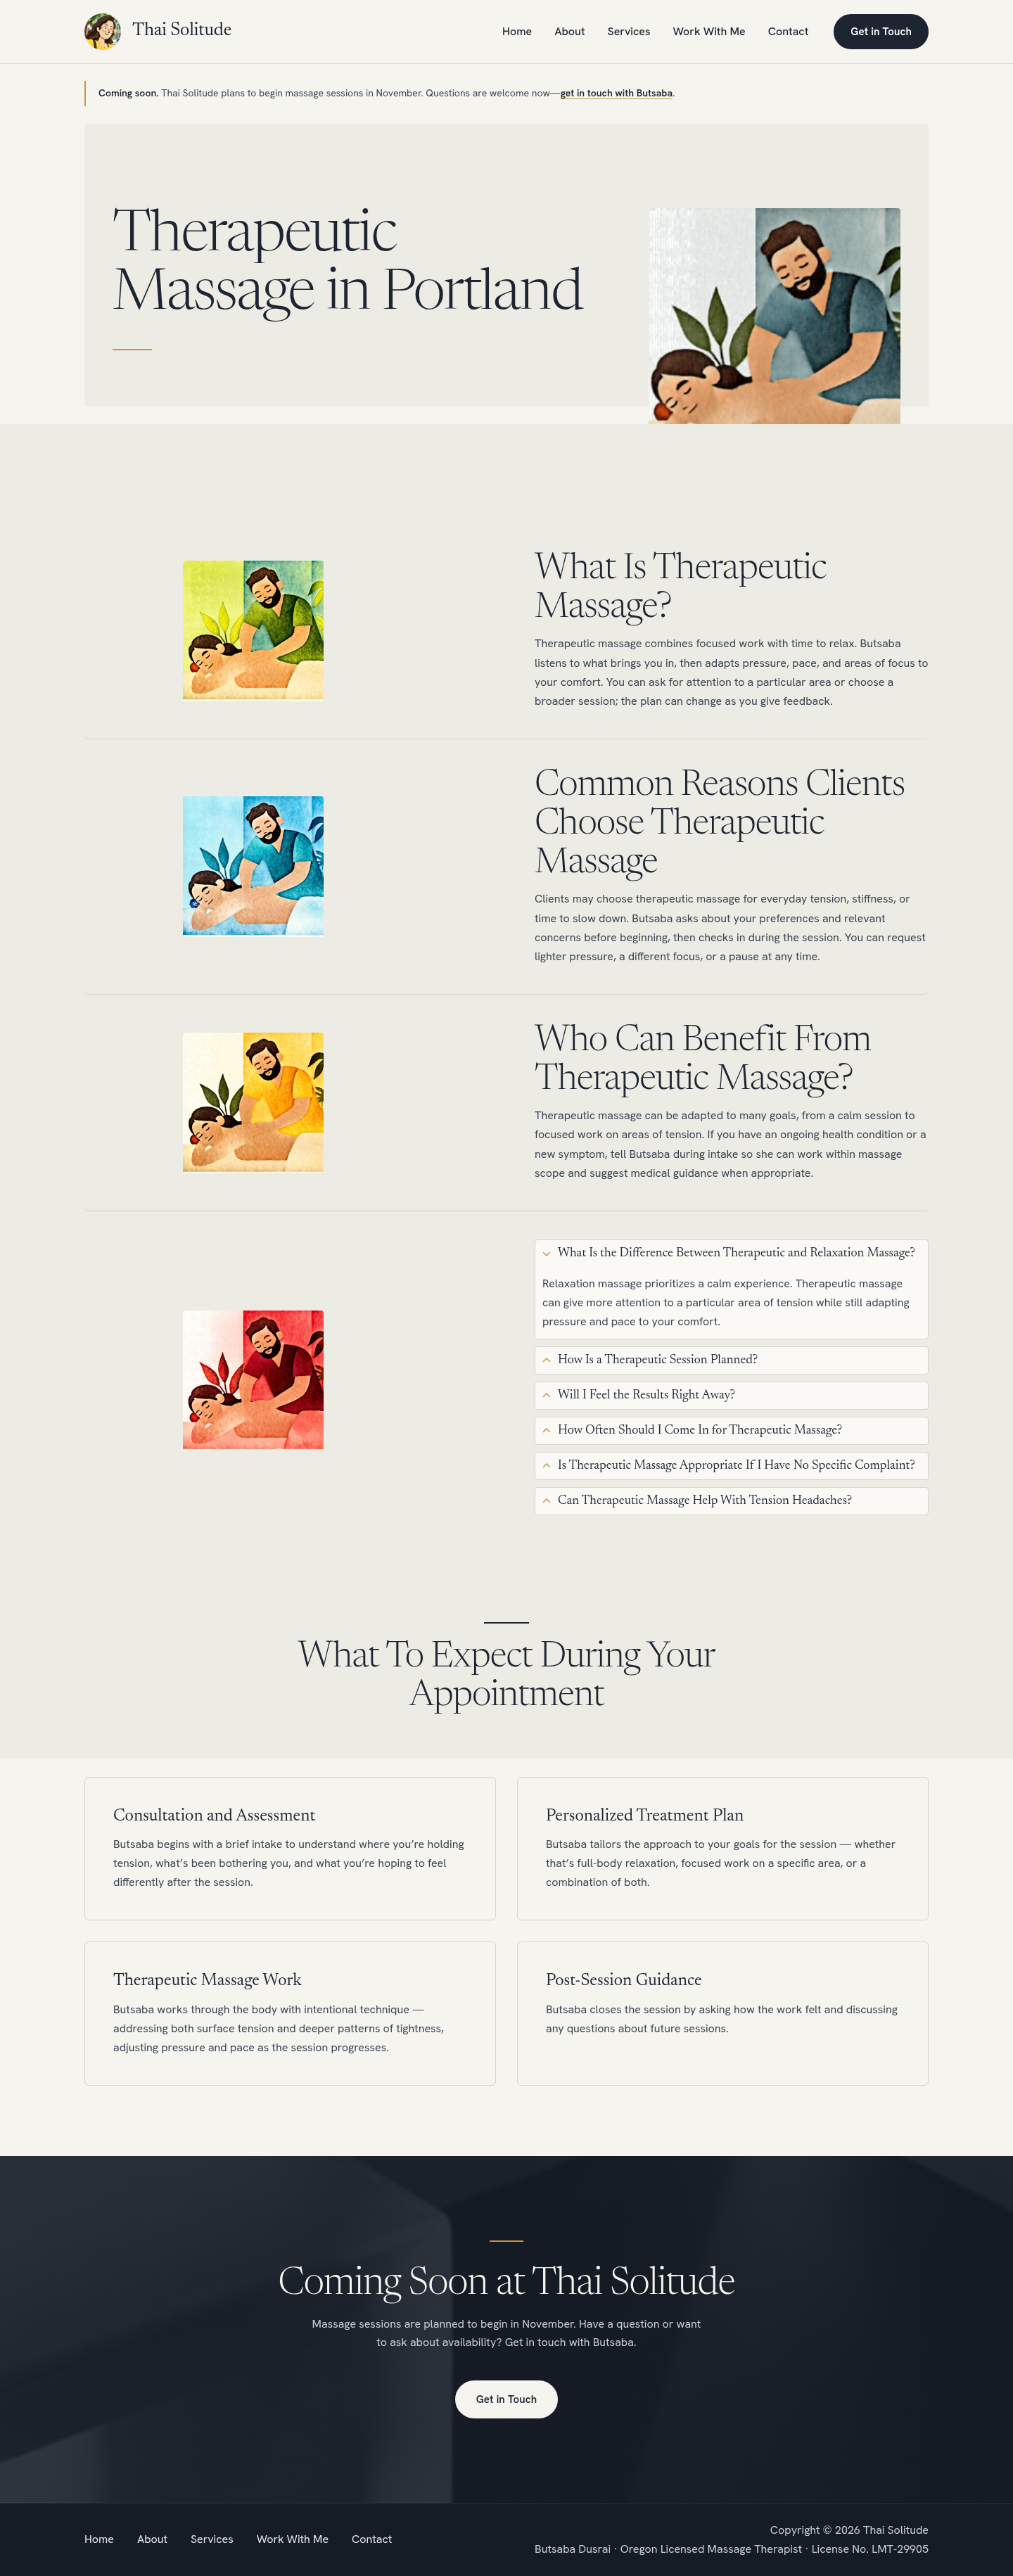 Thai Solitude
Home About Services Work With Me Contact Get in Touch
Coming soon. Thai Solitude plans to begin massage sessions in November. Questions are welcome now—get in touch with Butsaba.
Therapeutic
Massage in Portland
What Is Therapeutic
Massage?
Therapeutic massage combines focused work with time to relax. Butsaba
listens to what brings you in, then adapts pressure, pace, and areas of focus to
your comfort. You can ask for attention to a particular area or choose a
broader session; the plan can change as you give feedback.
Common Reasons Clients
Choose Therapeutic
Massage
Clients may choose therapeutic massage for everyday tension, stiffness, or
time to slow down. Butsaba asks about your preferences and relevant
concerns before beginning, then checks in during the session. You can request
lighter pressure, a different focus, or a pause at any time.
Who Can Benefit From
Therapeutic Massage?
Therapeutic massage can be adapted to many goals, from a calm session to
focused work on areas of tension. If you have an ongoing health condition or a
new symptom, tell Butsaba during intake so she can work within massage
scope and suggest medical guidance when appropriate.
What Is the Difference Between Therapeutic and Relaxation Massage?
Relaxation massage prioritizes a calm experience. Therapeutic massage
can give more attention to a particular area of tension while still adapting
pressure and pace to your comfort.
How Is a Therapeutic Session Planned?
Will I Feel the Results Right Away?
How Often Should I Come In for Therapeutic Massage?
Is Therapeutic Massage Appropriate If I Have No Specific Complaint?
Can Therapeutic Massage Help With Tension Headaches?
What To Expect During Your
Appointment
Consultation and Assessment
Butsaba begins with a brief intake to understand where you’re holding
tension, what’s been bothering you, and what you’re hoping to feel
differently after the session.
Personalized Treatment Plan
Butsaba tailors the approach to your goals for the session — whether
that’s full-body relaxation, focused work on a specific area, or a
combination of both.
Therapeutic Massage Work
Butsaba works through the body with intentional technique —
addressing both surface tension and deeper patterns of tightness,
adjusting pressure and pace as the session progresses.
Post-Session Guidance
Butsaba closes the session by asking how the work felt and discussing
any questions about future sessions.
Coming Soon at Thai Solitude
Massage sessions are planned to begin in November. Have a question or want
to ask about availability? Get in touch with Butsaba.
Get in Touch
Home About Services Work With Me Contact
Copyright © 2026 Thai Solitude
Butsaba Dusrai · Oregon Licensed Massage Therapist · License No. LMT-29905